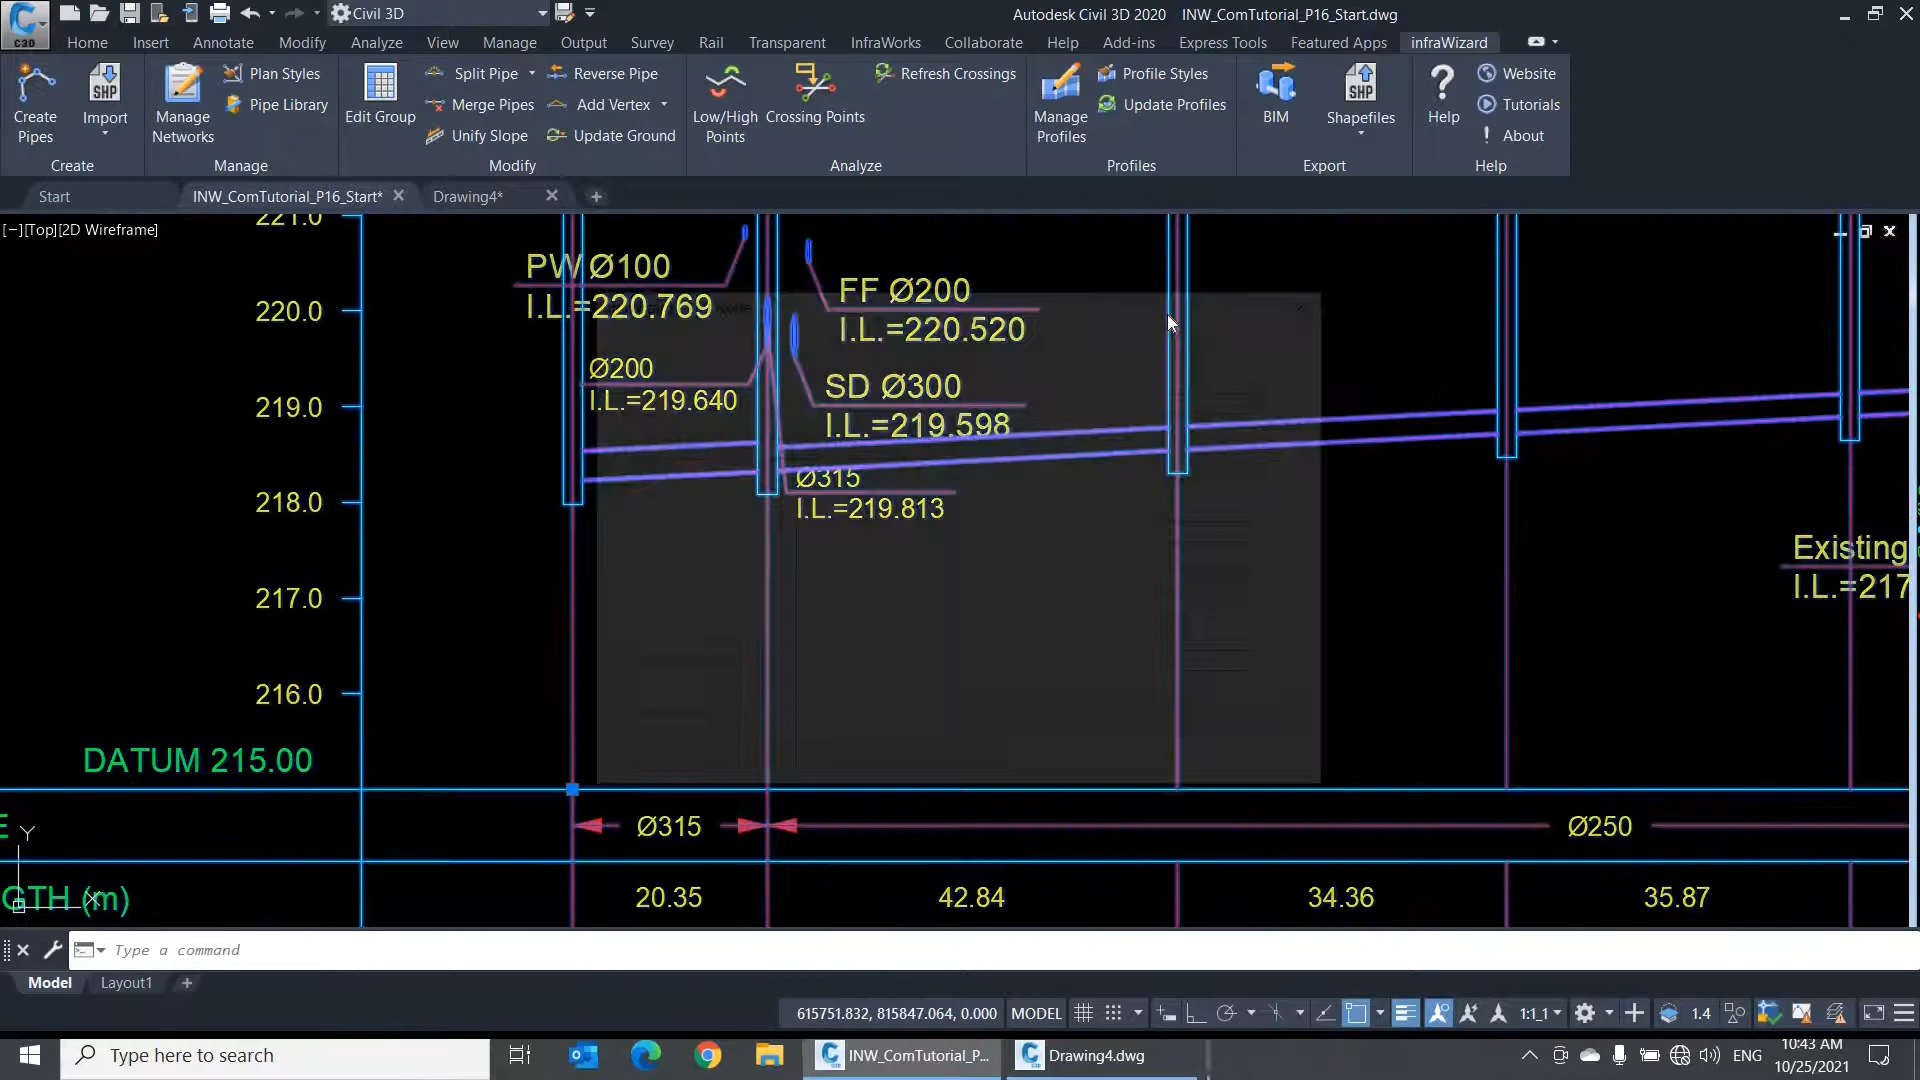 C3D
Civil 3D
Autodesk Civil 3D 2020 INW_ComTutorial_P16_Start.dwg
Home Insert Annotate Modify Analyze View Manage Output Survey Rail Transparent InfraWorks Collaborate Help Add-ins Express Tools Featured Apps infraWizard
Create Pipes
SHP
Import
Create
Manage Networks
Plan Styles
Pipe Library
Manage
Edit Group
Split Pipe
Merge Pipes
Unify Slope
Reverse Pipe
Add Vertex
Update Ground
Modify
Low/High Points
Crossing Points
Refresh Crossings
Analyze
Manage Profiles
Profile Styles
Update Profiles
Profiles
BIM
SHP
Shapefiles
Export
Help
Website
Tutorials
About
Help
Start INW_ComTutorial_P16_Start* Drawing4*
[−][Top][2D Wireframe]
221.0
220.0
219.0
218.0
217.0
216.0
DATUM 215.00
PW Ø100
I.L.=220.769
FF Ø200
I.L.=220.520
Ø200
I.L.=219.640
SD Ø300
I.L.=219.598
Ø315
I.L.=219.813
Existing
I.L.=217
E
Y
X
Ø315 Ø250
GTH (m)
20.35 42.84 34.36 35.87
Type a command
Model Layout1
615751.832, 815847.064, 0.000 MODEL 1:1_1 1.4
Type here to search
INW_ComTutorial_P...
Drawing4.dwg
ENG
10:43 AM
10/25/2021